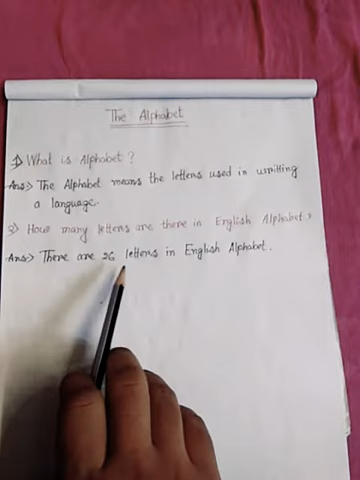 The Alphabet
1) What is Alphabet?
Ans:> The Alphabet means the letters used in writting
a language.
2) How many letters are there in English Alphabet?
Ans:> There are 26 letters in English Alphabet.